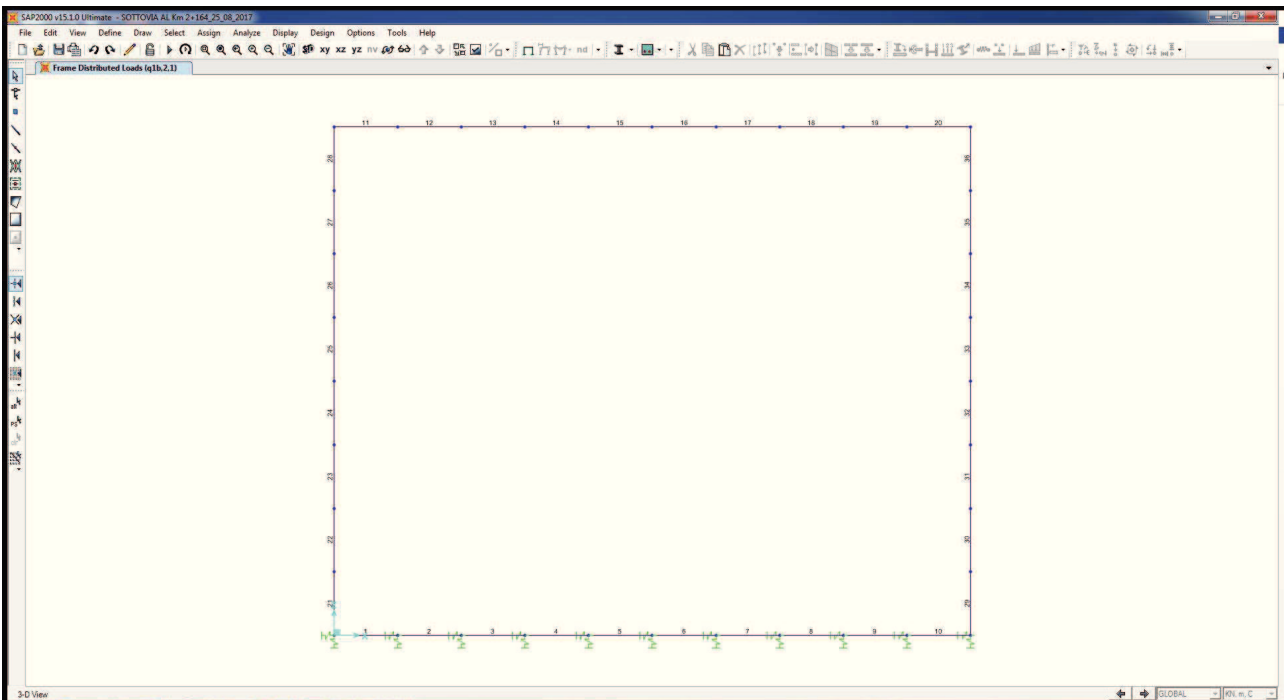 SAP2000 v15.1.0 Ultimate - SOTTOVIA AL Km 2+164_25_08_2017
File Edit View Define Draw Select Assign Analyze Display Design Options Tools Help
xy xz yz nv nd
Frame Distributed Loads (q1b,2,1)
11 12 13 14 15 16 17 18 19 20
28 36
27 35
26 34
25 33
24 32
23 31
22 30
21 29
1 2 3 4 5 6 7 8 9 10
3-D View GLOBAL KN, m, C